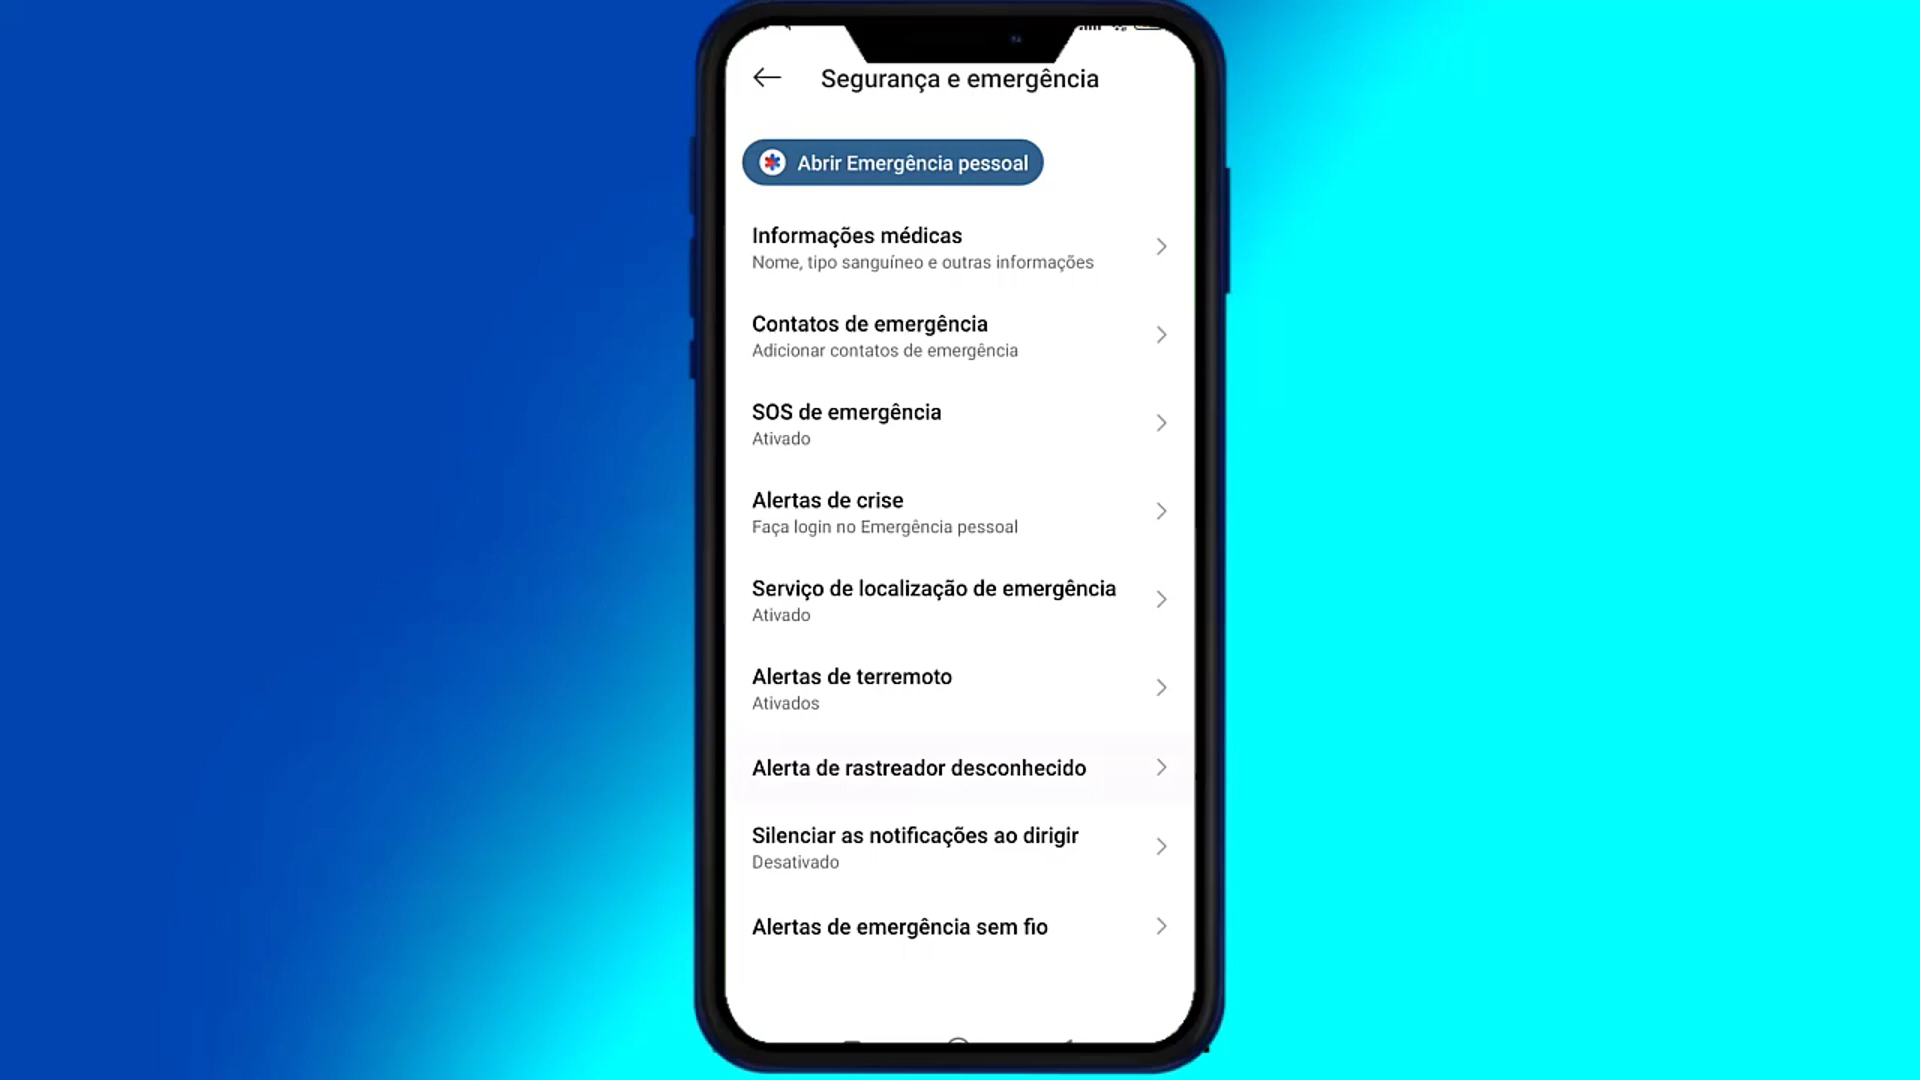 Segurança e emergência
Abrir Emergência pessoal
Informações médicas
Nome, tipo sanguíneo e outras informações
Contatos de emergência
Adicionar contatos de emergência
SOS de emergência
Ativado
Alertas de crise
Faça login no Emergência pessoal
Serviço de localização de emergência
Ativado
Alertas de terremoto
Ativados
Alerta de rastreador desconhecido
Silenciar as notificações ao dirigir
Desativado
Alertas de emergência sem fio